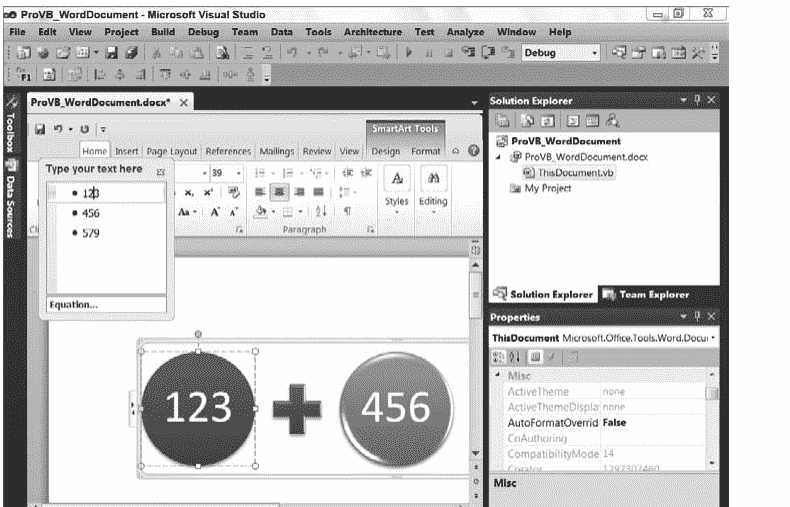 ProVB_WordDocument - Microsoft Visual Studio
File Edit View Project Build Debug Team Data Tools Architecture Test Analyze Window Help
Debug
F1
ProVB_WordDocument.docx*
Toolbox
Data Sources
SmartArt Tools
Home Insert Page Layout References Mailings Review View Design Format
Type your text here
123
456
579
Equation...
39
Aa
Paragraph
Styles
Editing
123
456
Solution Explorer
ProVB_WordDocument
ProVB_WordDocument.docx
ThisDocument.vb
My Project
Solution Explorer Team Explorer
Properties
ThisDocument Microsoft.Office.Tools.Word.Docu
Misc
ActiveTheme none
ActiveThemeDispla none
AutoFormatOverrid False
CoAuthoring
CompatibilityMode 14
Creator 1297307460
Misc